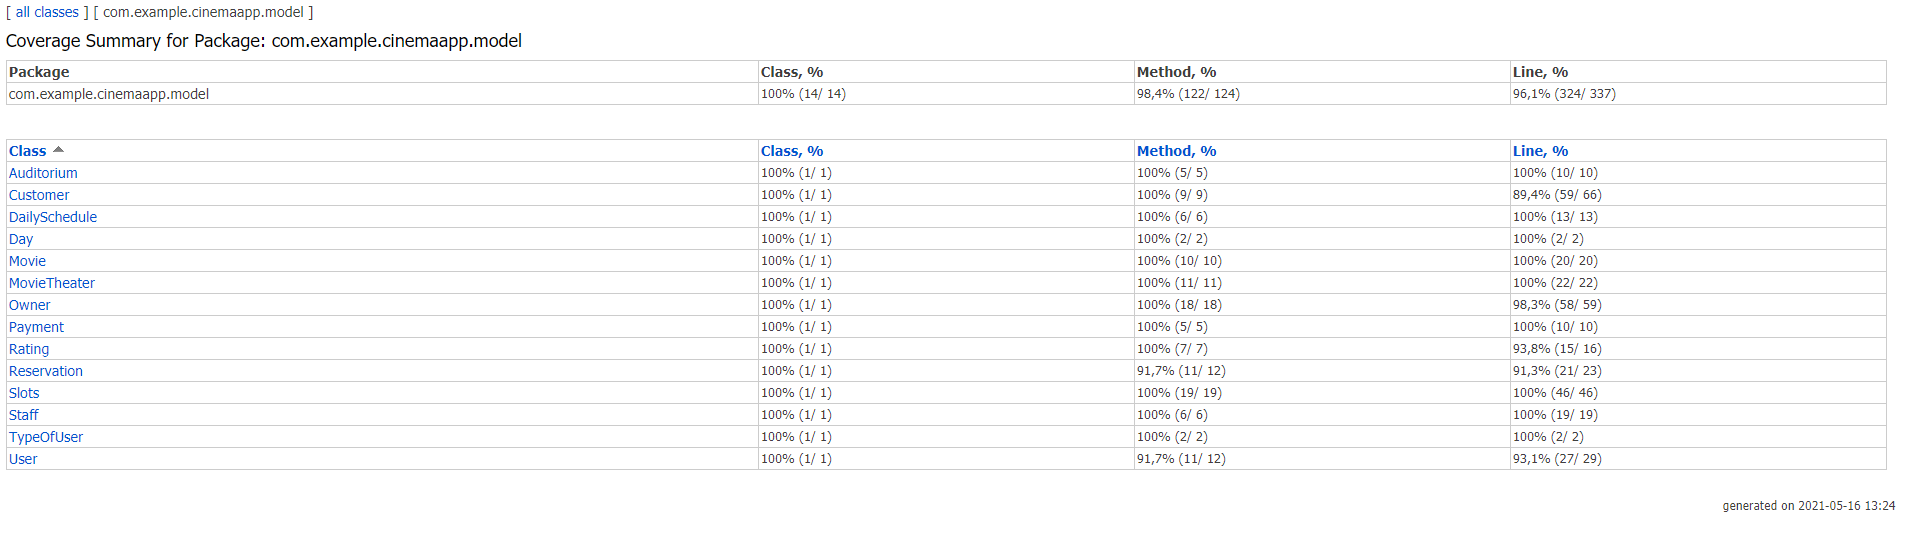 [ all classes ] [ com.example.cinemaapp.model ]
Coverage Summary for Package: com.example.cinemaapp.model
Package Class, % Method, % Line, %
com.example.cinemaapp.model 100% (14/ 14) 98,4% (122/ 124) 96,1% (324/ 337)
Class Class, % Method, % Line, %
Auditorium 100% (1/ 1) 100% (5/ 5) 100% (10/ 10)
Customer 100% (1/ 1) 100% (9/ 9) 89,4% (59/ 66)
DailySchedule 100% (1/ 1) 100% (6/ 6) 100% (13/ 13)
Day 100% (1/ 1) 100% (2/ 2) 100% (2/ 2)
Movie 100% (1/ 1) 100% (10/ 10) 100% (20/ 20)
MovieTheater 100% (1/ 1) 100% (11/ 11) 100% (22/ 22)
Owner 100% (1/ 1) 100% (18/ 18) 98,3% (58/ 59)
Payment 100% (1/ 1) 100% (5/ 5) 100% (10/ 10)
Rating 100% (1/ 1) 100% (7/ 7) 93,8% (15/ 16)
Reservation 100% (1/ 1) 91,7% (11/ 12) 91,3% (21/ 23)
Slots 100% (1/ 1) 100% (19/ 19) 100% (46/ 46)
Staff 100% (1/ 1) 100% (6/ 6) 100% (19/ 19)
TypeOfUser 100% (1/ 1) 100% (2/ 2) 100% (2/ 2)
User 100% (1/ 1) 91,7% (11/ 12) 93,1% (27/ 29)
generated on 2021-05-16 13:24